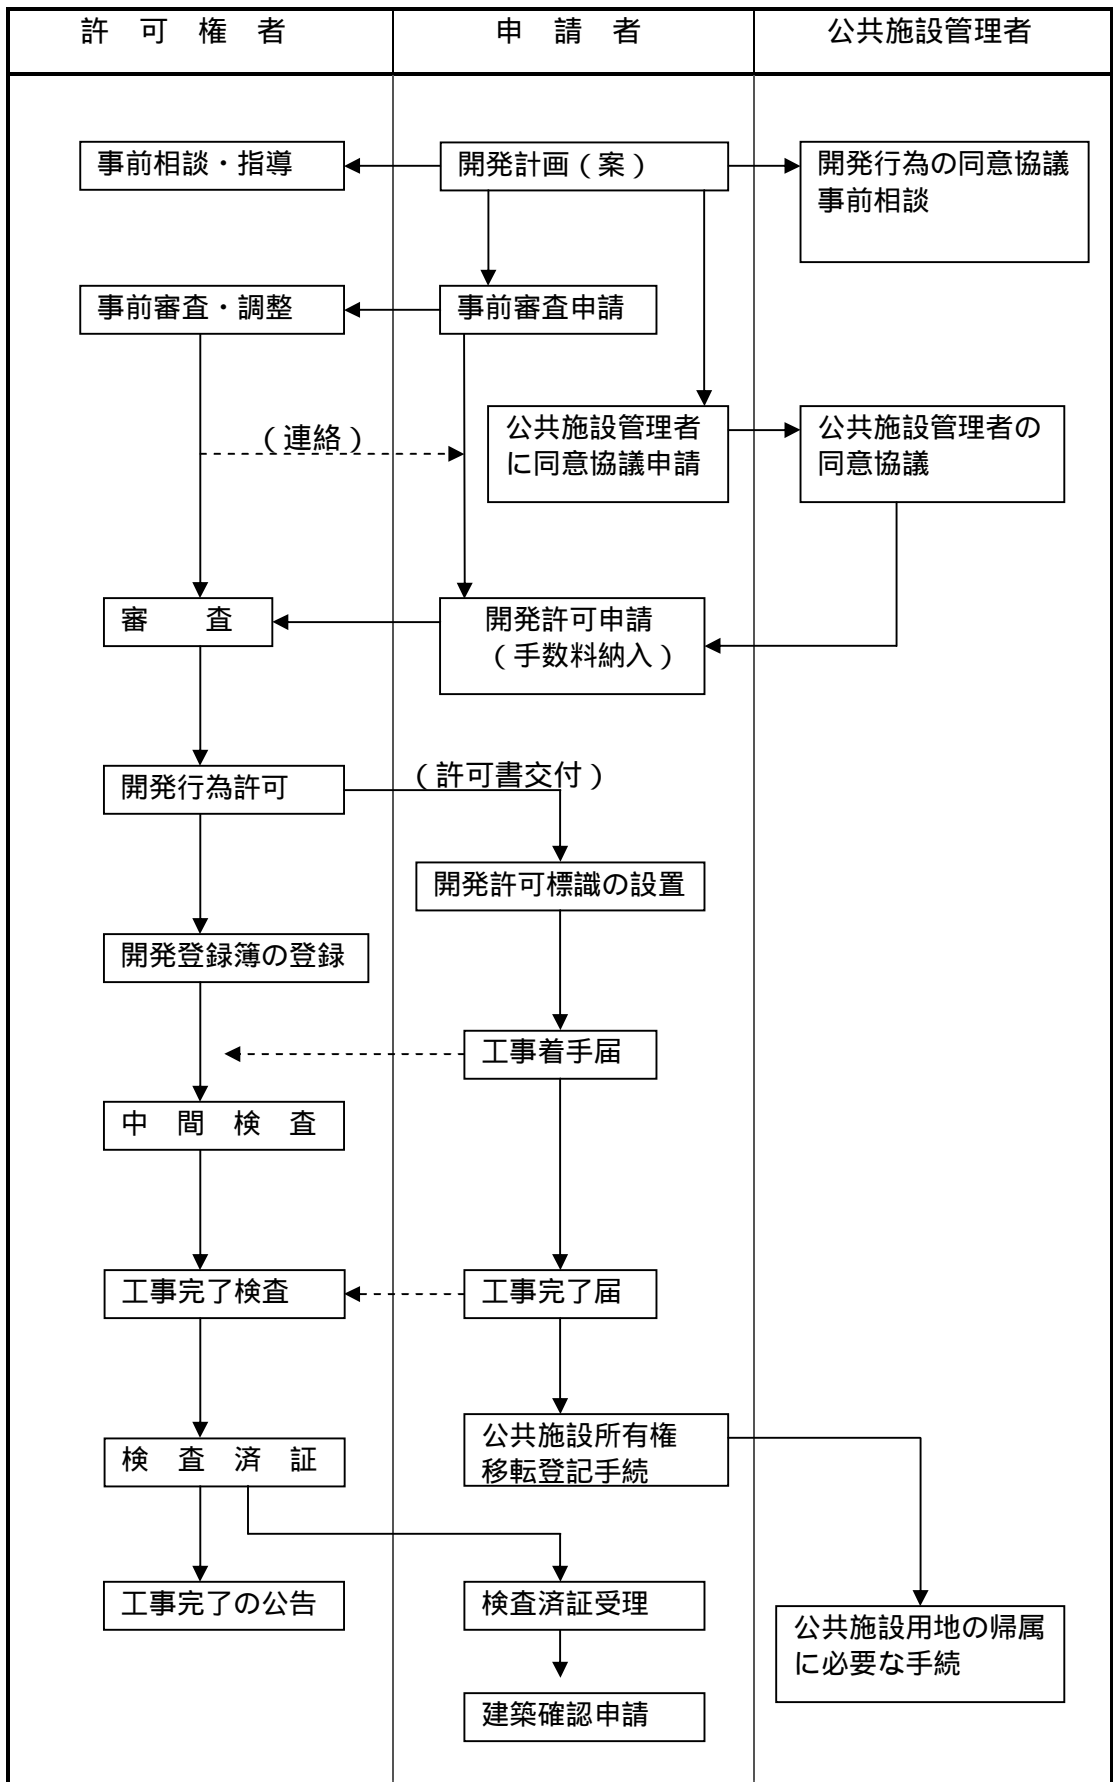 許　可　権　者
申　請　者
公共施設管理者
事前相談・指導
開発計画（案）
開発行為の同意協議
事前相談
事前審査・調整
事前審査申請
（連絡）
公共施設管理者
に同意協議申請
公共施設管理者の
同意協議
審　　査
開発許可申請
（手数料納入）
開発行為許可
（許可書交付）
開発許可標識の設置
開発登録簿の登録
工事着手届
中　間　検　査
工事完了検査
工事完了届
公共施設所有権
移転登記手続
検　査　済　証
工事完了の公告
検査済証受理
公共施設用地の帰属
に必要な手続
建築確認申請